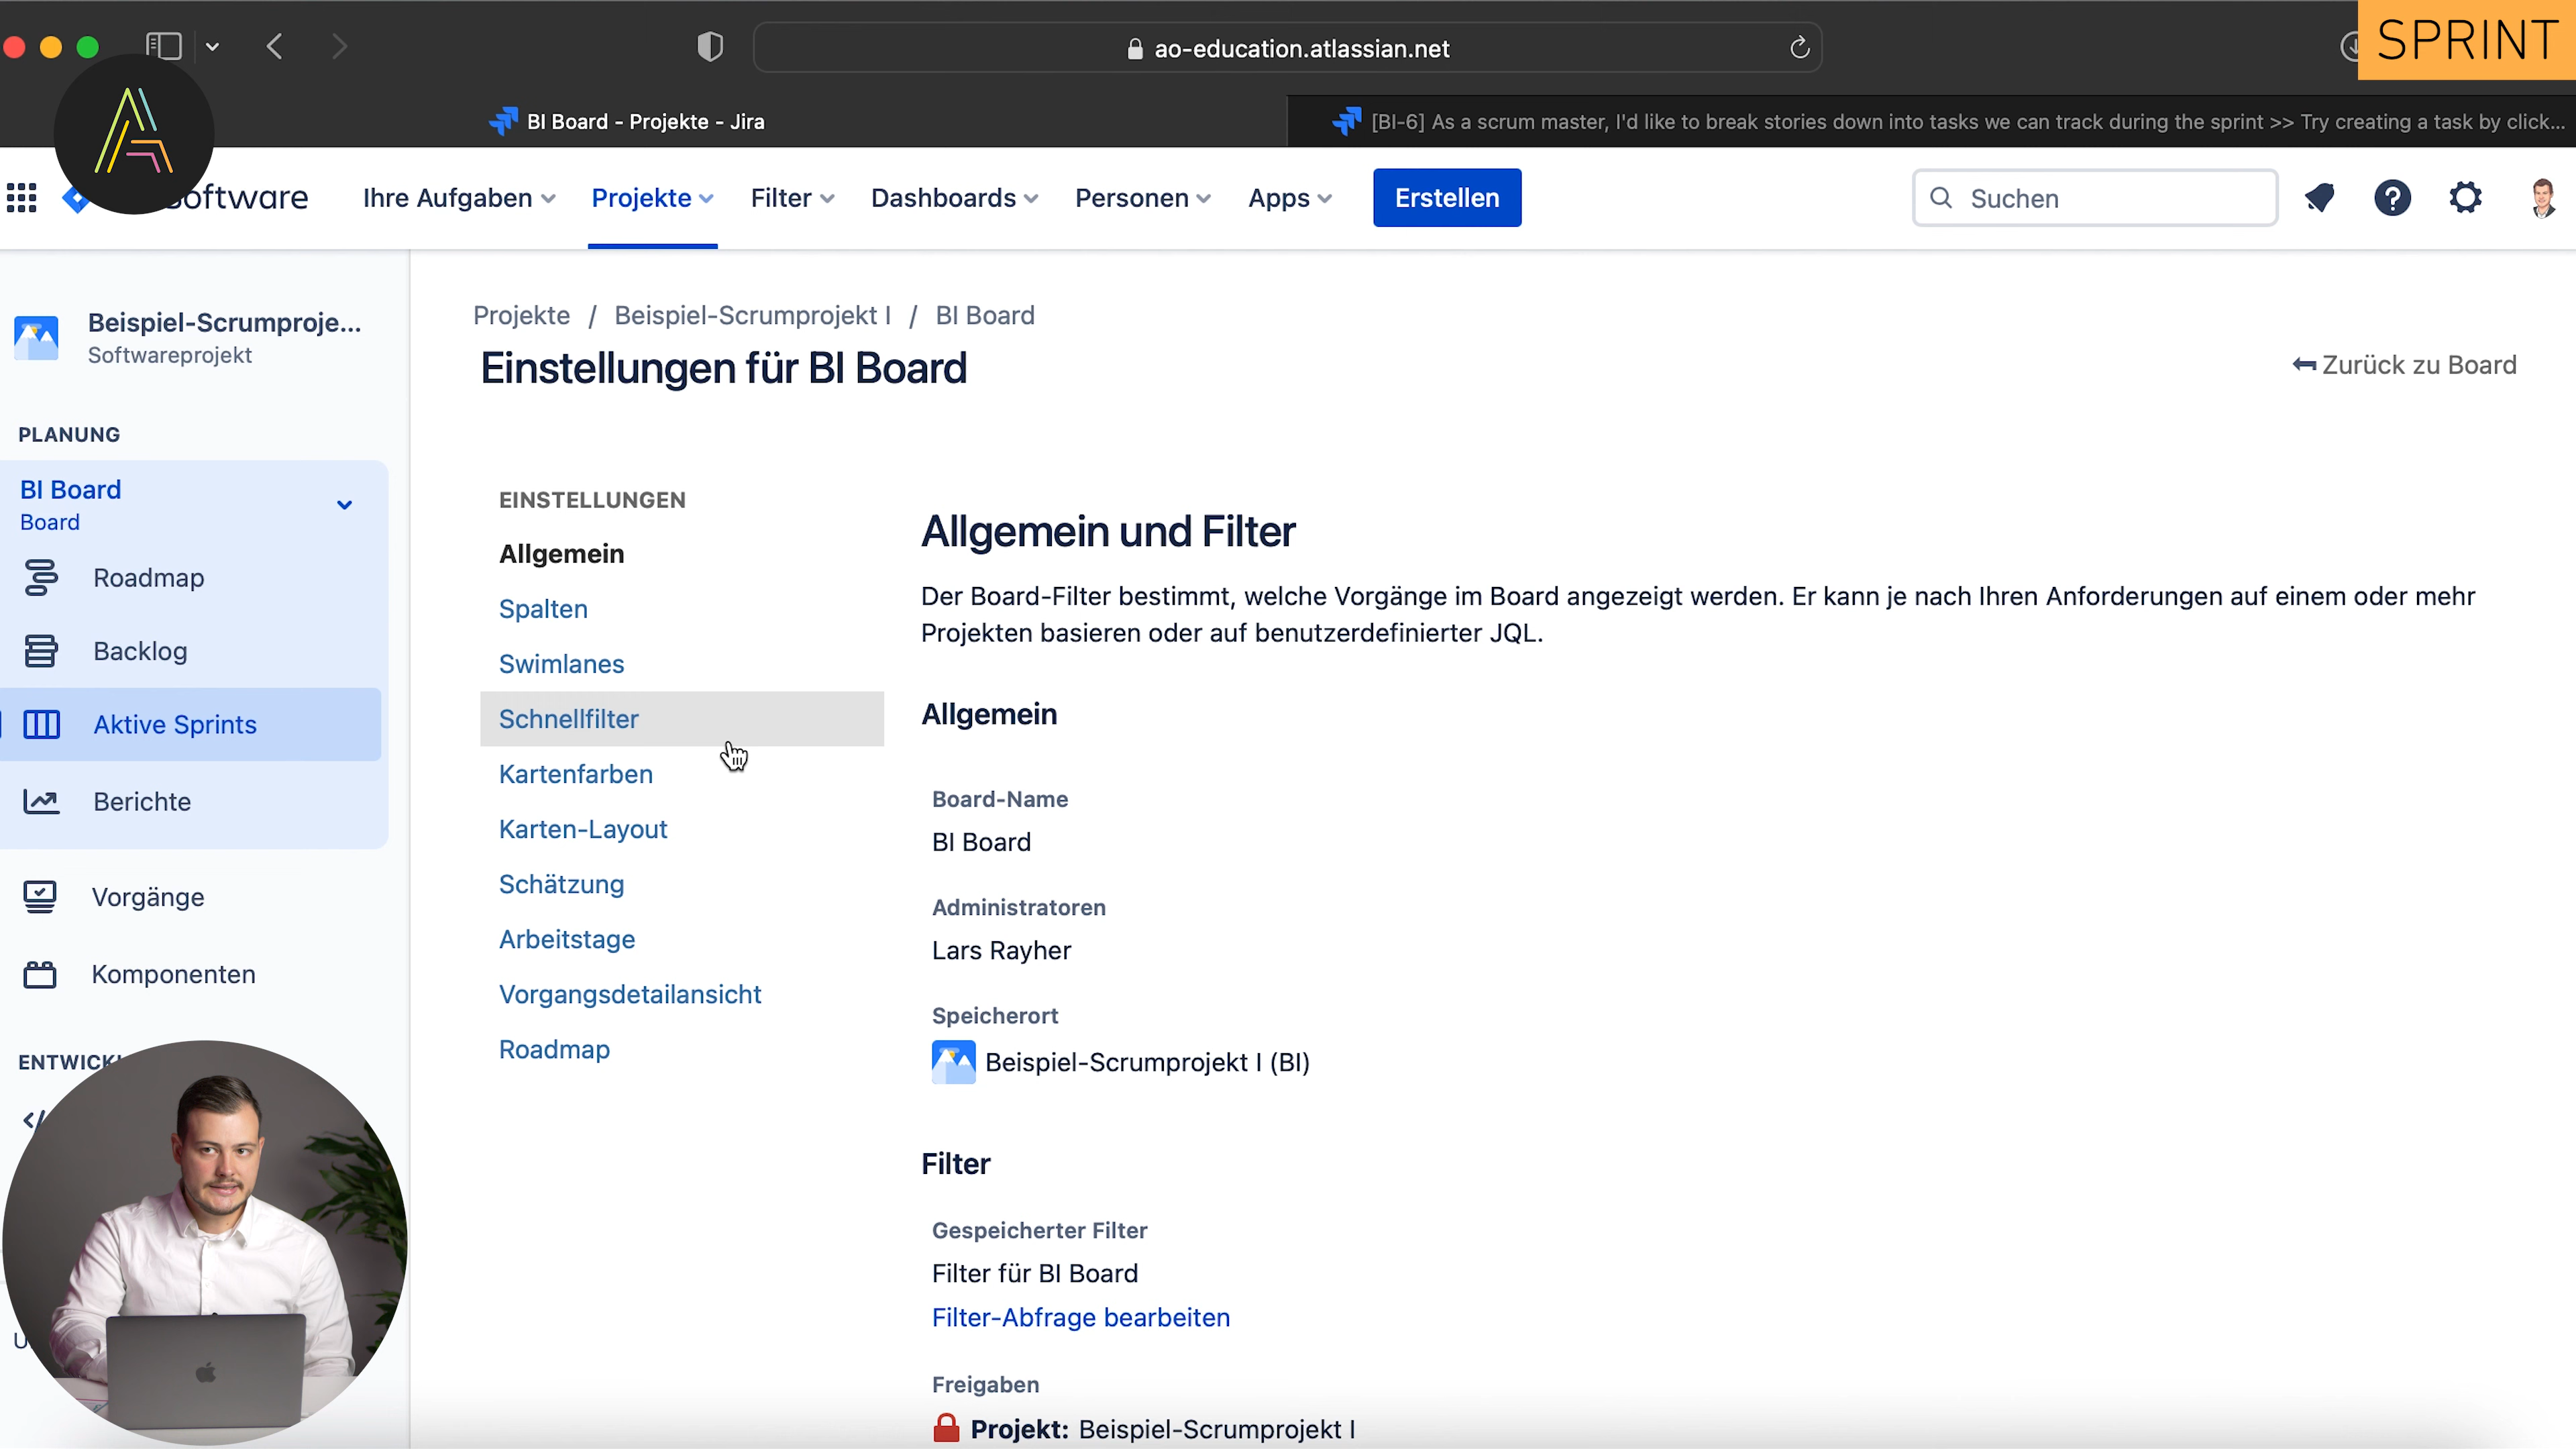 SPRINT
ao-education.atlassian.net
BI Board - Projekte - Jira
[BI-6] As a scrum master, I'd like to break stories down into tasks we can track during the sprint >> Try creating a task by click...
Software
Ihre Aufgaben
Projekte
Filter
Dashboards
Personen
Apps
Erstellen
Suchen
Beispiel-Scrumproje...
Softwareprojekt
PLANUNG
BI Board
Board
Roadmap
Backlog
Aktive Sprints
Berichte
Vorgänge
Komponenten
Projekte / Beispiel-Scrumprojekt I / BI Board
Einstellungen für BI Board
Zurück zu Board
EINSTELLUNGEN
Allgemein
Spalten
Swimlanes
Schnellfilter
Kartenfarben
Karten-Layout
Schätzung
Arbeitstage
Vorgangsdetailansicht
Roadmap
Allgemein und Filter
Der Board-Filter bestimmt, welche Vorgänge im Board angezeigt werden. Er kann je nach Ihren Anforderungen auf einem oder mehr
Projekten basieren oder auf benutzerdefinierter JQL.
Allgemein
Board-Name
BI Board
Administratoren
Lars Rayher
Speicherort
Beispiel-Scrumprojekt I (BI)
Filter
Gespeicherter Filter
Filter für BI Board
Filter-Abfrage bearbeiten
Freigaben
Projekt: Beispiel-Scrumprojekt I